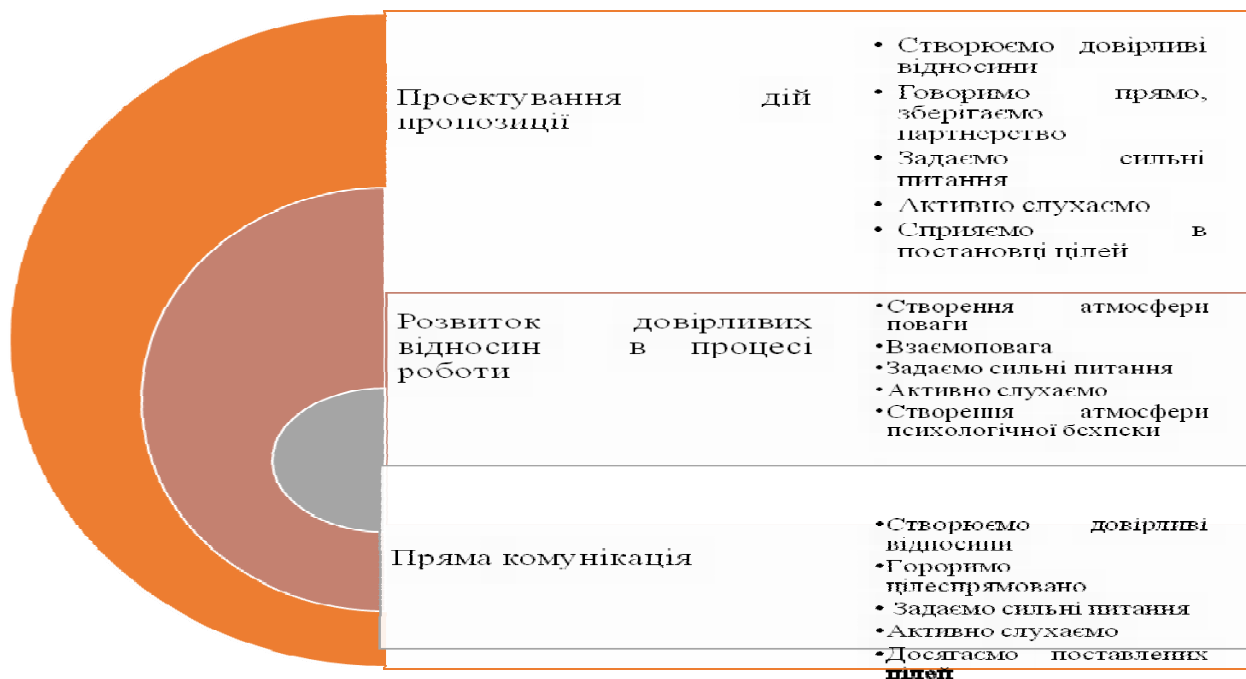 Проектування дій
пропозиції
• Створюємо довірливі
відносини
• Говоримо прямо,
зберігаємо
партнерство
• Задаємо сильні
питання
• Активно слухаємо
• Сприяємо в
постановці цілей
Розвиток довірливих
відносин в процесі
роботи
•Створення атмосфери
поваги
•Взаємоповага
•Задаємо сильні питання
•Активно слухаємо
•Створення атмосфери
психологічної бехпеки
Пряма комунікація
•Створюємо довірливі
відносини
•Гороримо
цілеспрямовано
• Задаємо сильні питання
•Активно слухаємо
•Досягаємо поставлених
цілей